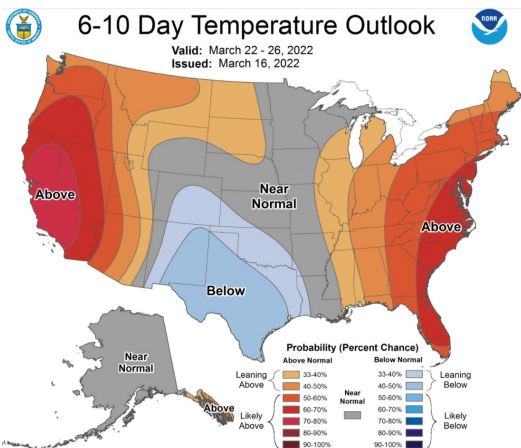 6-10 Day Temperature Outlook
NOAA
Valid: March 22 - 26, 2022
Issued: March 16, 2022
Above
Near
Normal
Above
Below
Near
Normal
Above
Probability (Percent Chance)
Above Normal
Below Normal
Leaning
Above
33-40%
40-50%
Likely
Above
50-60%
60-70%
70-80%
80-90%
90-100%
Near
Normal
33-40%
40-50%
Leaning
Below
50-60%
60-70%
70-80%
80-90%
90-100%
Likely
Below